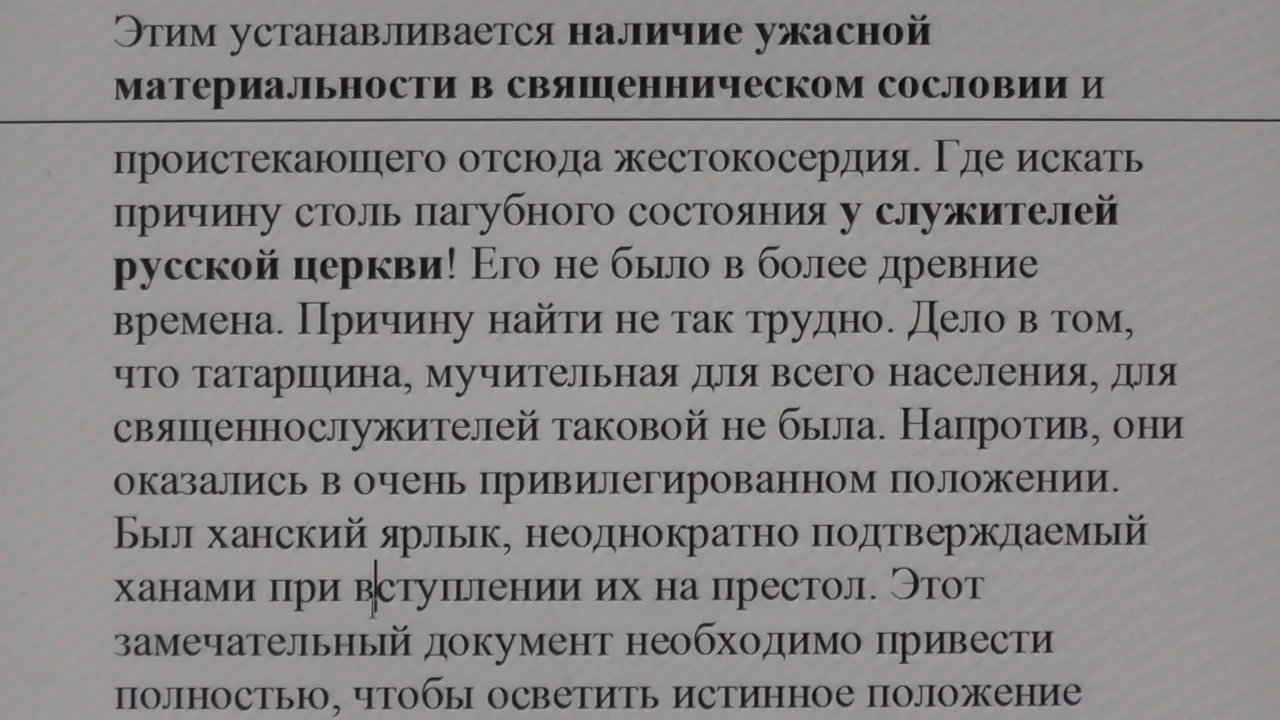 Этим устанавливается наличие ужасной
материальности в священническом сословии и
проистекающего отсюда жестокосердия. Где искать
причину столь пагубного состояния у служителей
русской церкви! Его не было в более древние
времена. Причину найти не так трудно. Дело в том,
что татарщина, мучительная для всего населения, для
священнослужителей таковой не была. Напротив, они
оказались в очень привилегированном положении.
Был ханский ярлык, неоднократно подтверждаемый
ханами при вступлении их на престол. Этот
замечательный документ необходимо привести
полностью, чтобы осветить истинное положение